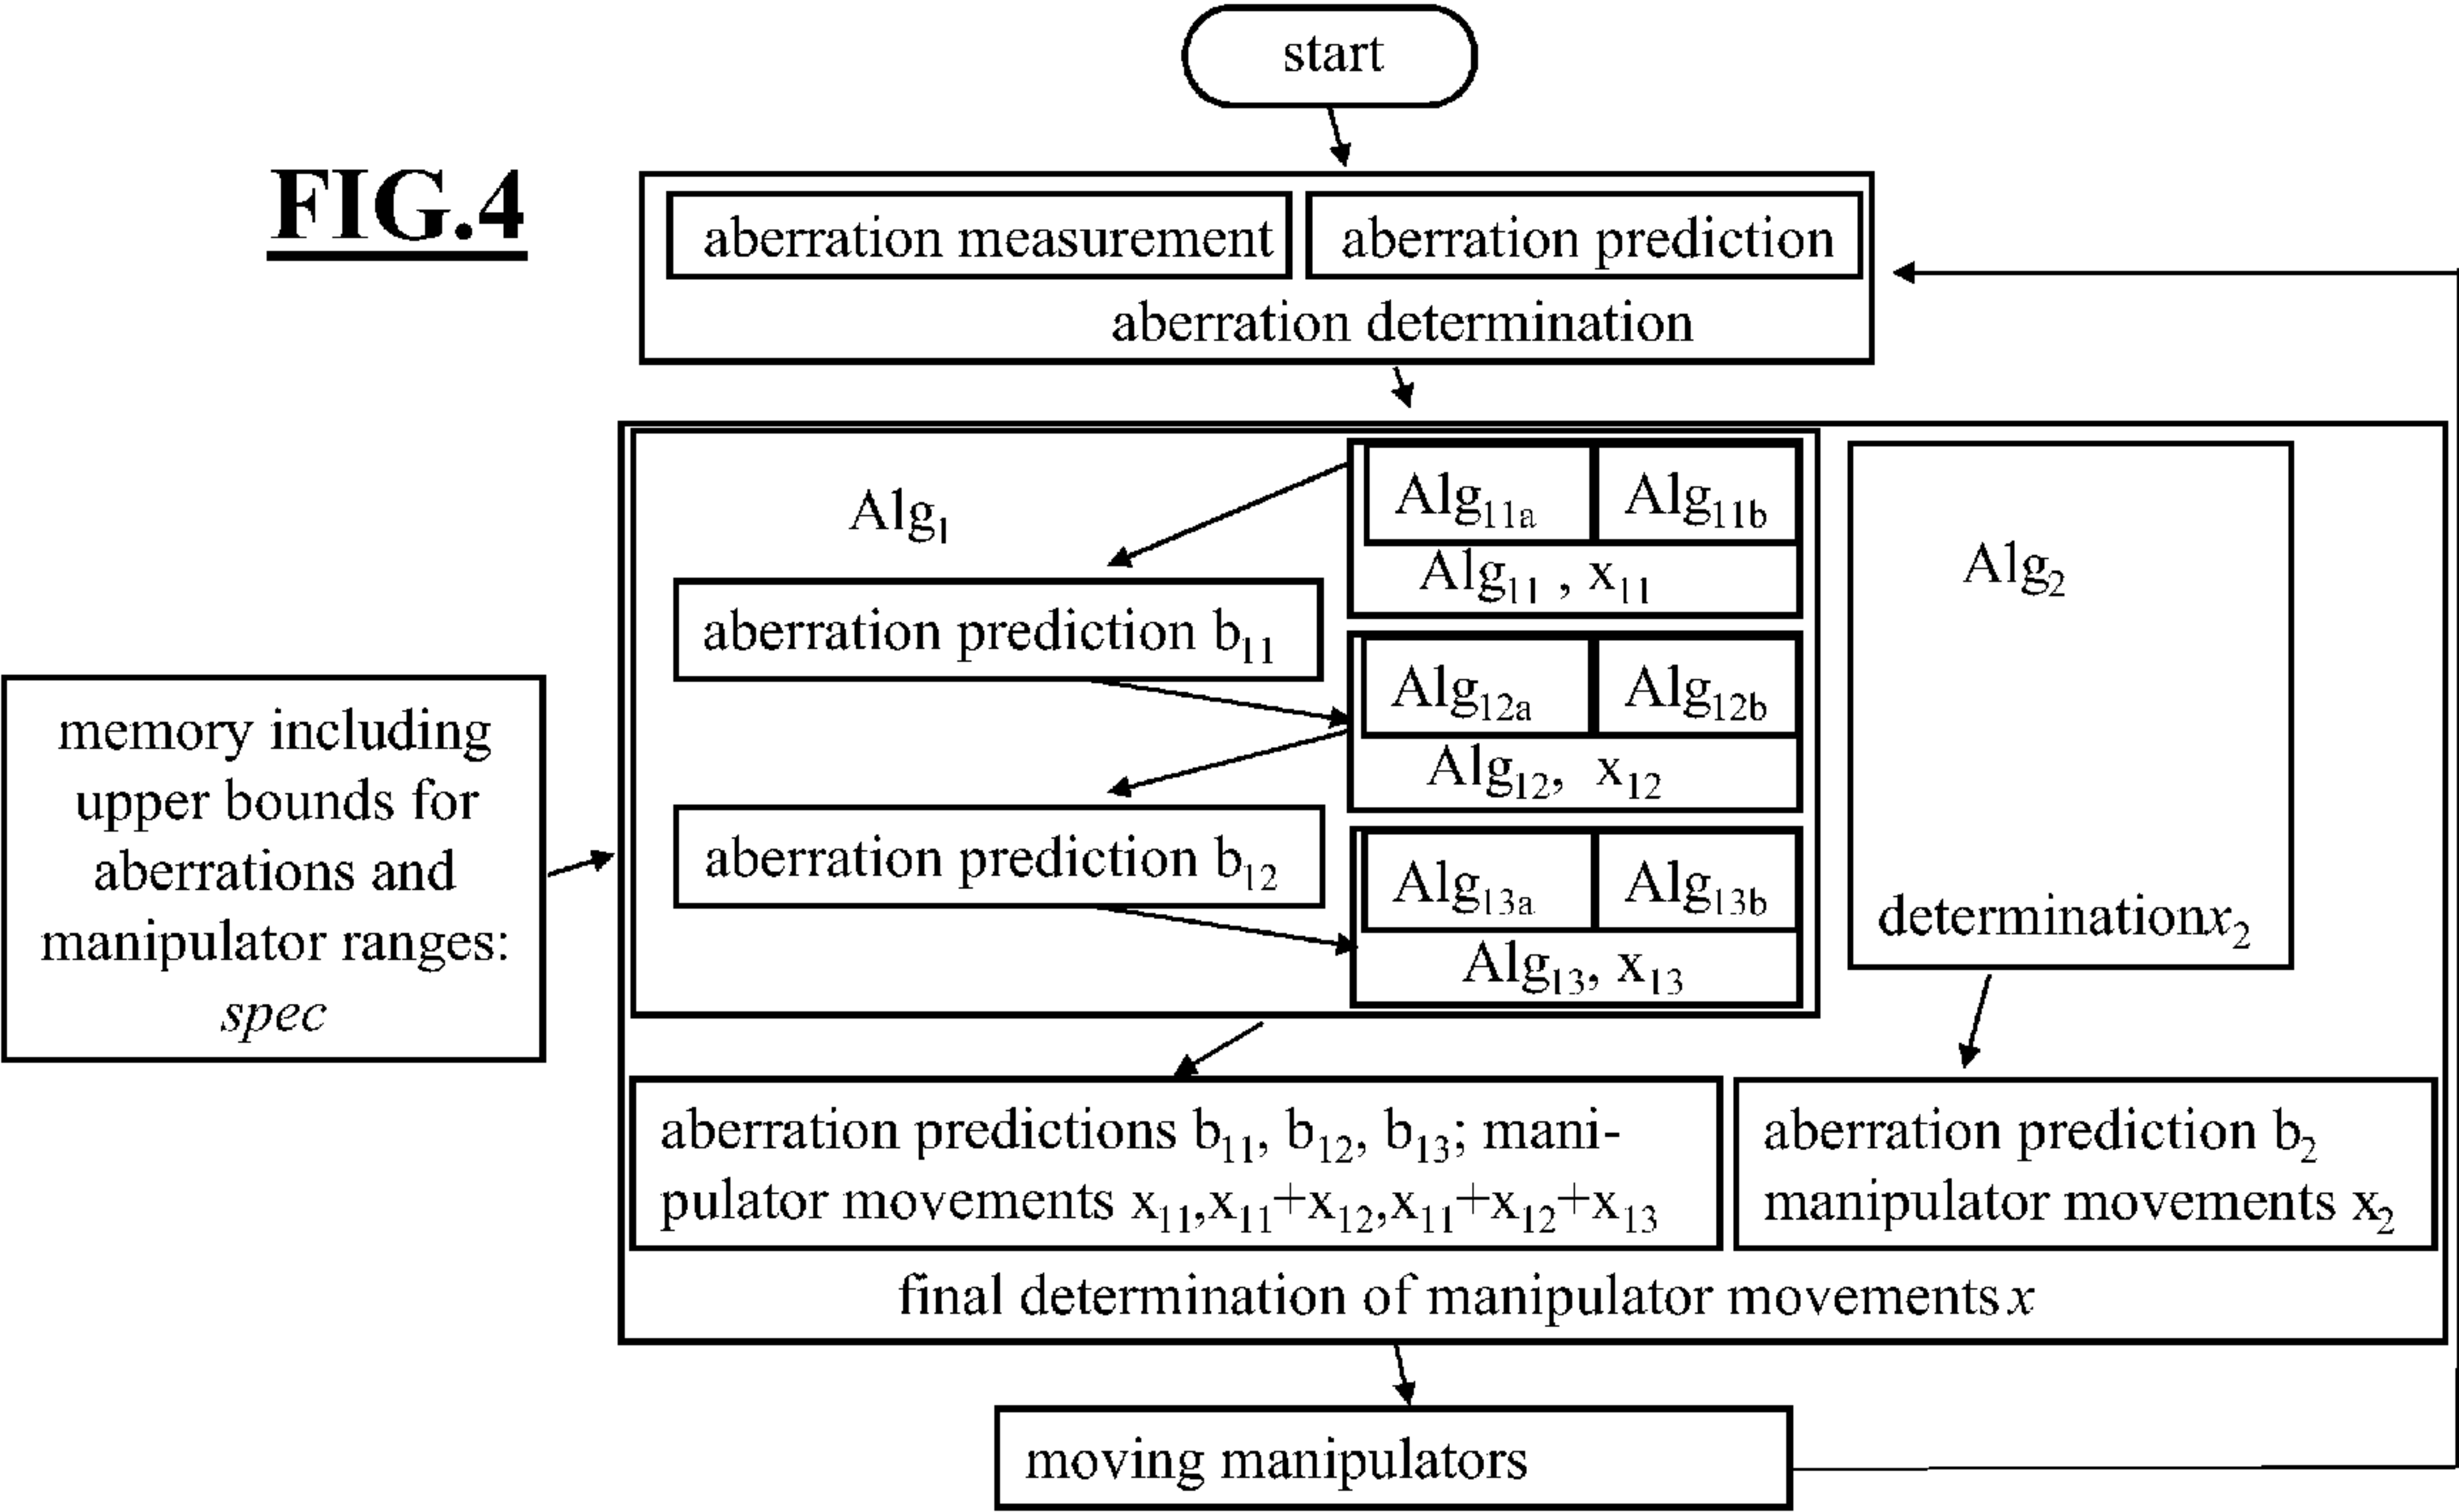 start
FIG.4
aberration measurement
aberration prediction
aberration determination
Alg₁
Alg₁₁ₐ
Alg₁₁b
Alg₁₁ , x₁₁
aberration prediction b₁₁
Alg₁₂ₐ
Alg₁₂b
Alg₁₂, x₁₂
aberration prediction b₁₂
Alg₁₃ₐ
Alg₁₃b
Alg₁₃, x₁₃
Alg₂
determinationx₂
memory including
upper bounds for
aberrations and
manipulator ranges:
spec
aberration predictions b₁₁, b₁₂, b₁₃; mani-
pulator movements x₁₁,x₁₁+x₁₂,x₁₁+x₁₂+x₁₃
aberration prediction b₂
manipulator movements x₂
final determination of manipulator movements x
moving manipulators